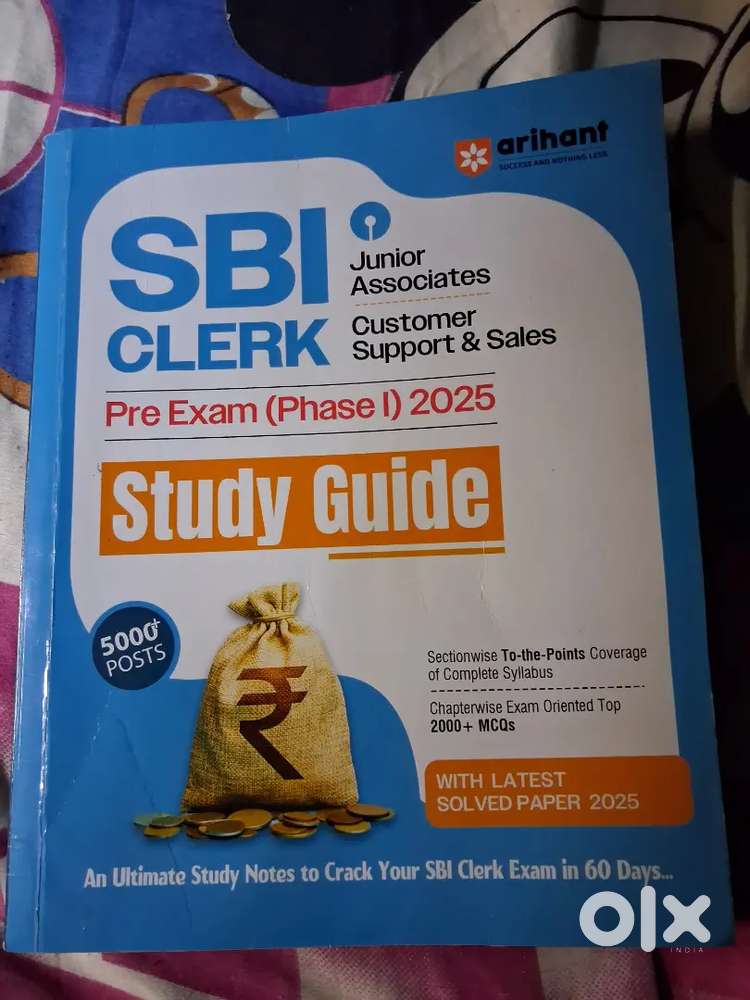 arihant
SUCCESS AND NOTHING LESS
SBI
CLERK
Junior
Associates
Customer
Support & Sales
Pre Exam (Phase I) 2025
Study Guide
5000+
POSTS
₹
Sectionwise To-the-Points Coverage
of Complete Syllabus
Chapterwise Exam Oriented Top
2000+ MCQs
WITH LATEST
SOLVED PAPER 2025
An Ultimate Study Notes to Crack Your SBI Clerk Exam in 60 Days...
olx
INDIA